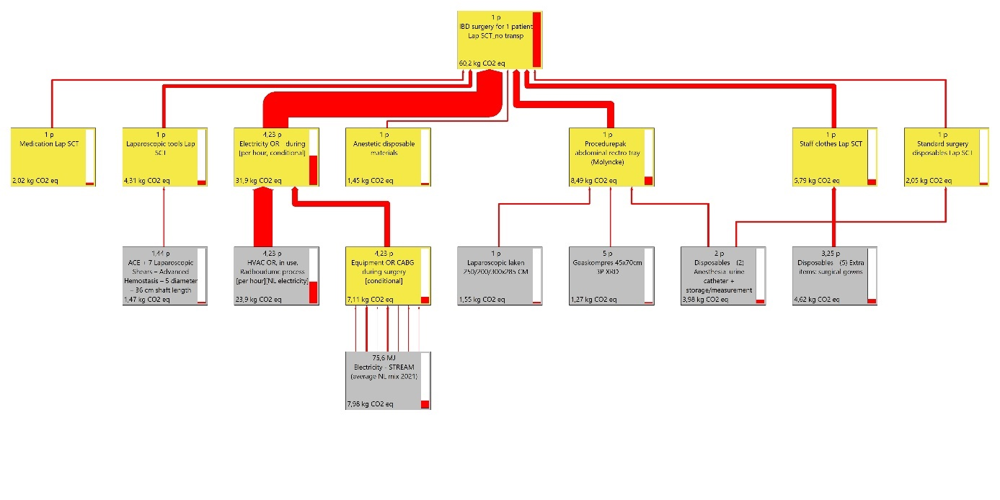 1 p
IBD surgery for 1 patient
Lap SCT_no transp
60,2 kg CO2 eq
1 p
Medication Lap SCT
2,02 kg CO2 eq
1 p
Laparoscopic tools Lap
SCT
4,31 kg CO2 eq
4,23 p
Electricity OR during
[per hour, conditional]
31,9 kg CO2 eq
1 p
Anestetic disposable
materials
1,45 kg CO2 eq
1 p
Procedurepak
abdominal rectro tray
(Molyncke)
8,49 kg CO2 eq
1 p
Staff clothes Lap SCT
5,79 kg CO2 eq
1 p
Standard surgery
disposables Lap SCT
2,05 kg CO2 eq
1,44 p
ACE + 7 Laparoscopic
Shears – Advanced
Hemostasis – 5 diameter
– 36 cm shaft length
1,47 kg CO2 eq
4,23 p
HVAC OR, in use,
Radboudumc process
[per hour][NL electricity]
23,9 kg CO2 eq
4,23 p
Equipment OR CABG
during surgery
[conditional]
7,11 kg CO2 eq
1 p
Laparoscopic laken
250/200/300x285 CM
1,55 kg CO2 eq
5 p
Gaaskompres 45x70cm
3P XRD
1,27 kg CO2 eq
2 p
Disposables (2)
Anesthesia: urine
catheter +
storage/measurement
3,98 kg CO2 eq
3,25 p
Disposables (5) Extra
items: surgical gowns
4,62 kg CO2 eq
75,6 MJ
Electricity - STREAM
(average NL mix 2021)
7,98 kg CO2 eq